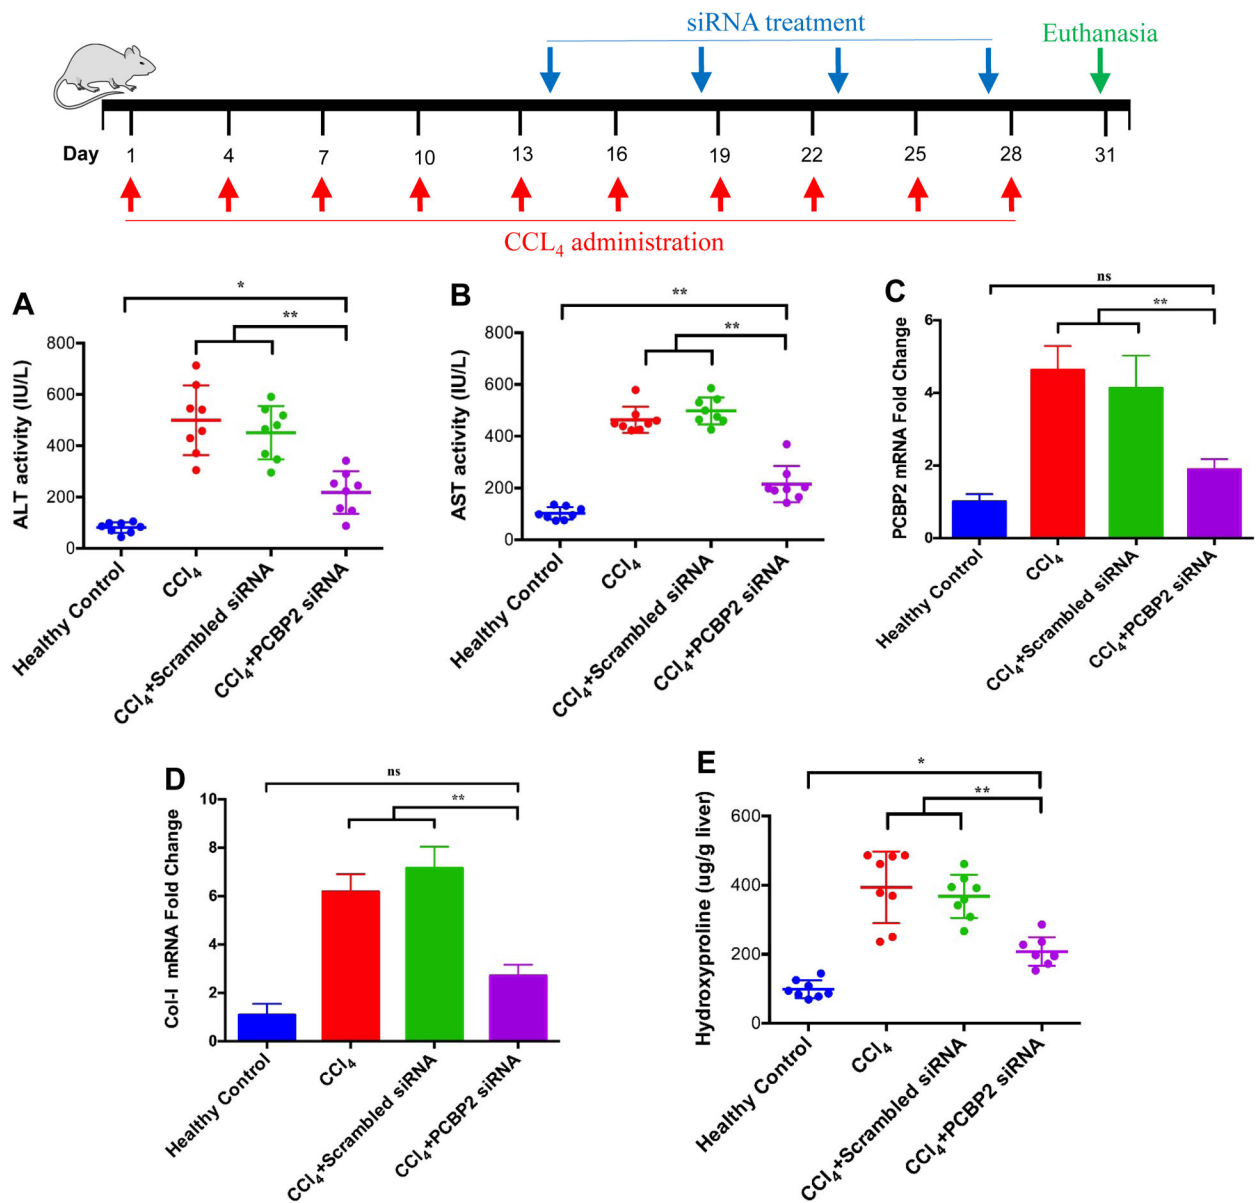 siRNA treatment
Euthanasia
Day 1 4 7 10 13 16 19 22 25 28 31
CCL₄ administration
A
*
**
ALT activity (IU/L)
800
600
400
200
0
Healthy Control
CCl₄
CCl₄+Scrambled siRNA
CCl₄+PCBP2 siRNA
B
**
**
AST activity (IU/L)
800
600
400
200
0
Healthy Control
CCl₄
CCl₄+Scrambled siRNA
CCl₄+PCBP2 siRNA
C
ns
**
PCBP2 mRNA Fold Change
6
4
2
0
Healthy Control
CCl₄
CCl₄+Scrambled siRNA
CCl₄+PCBP2 siRNA
D
ns
**
Col-I mRNA Fold Change
10
8
6
4
2
0
Healthy Control
CCl₄
CCl₄+Scrambled siRNA
CCl₄+PCBP2 siRNA
E
*
**
Hydroxyproline (ug/g liver)
600
400
200
0
Healthy Control
CCl₄
CCl₄+Scrambled siRNA
CCl₄+PCBP2 siRNA